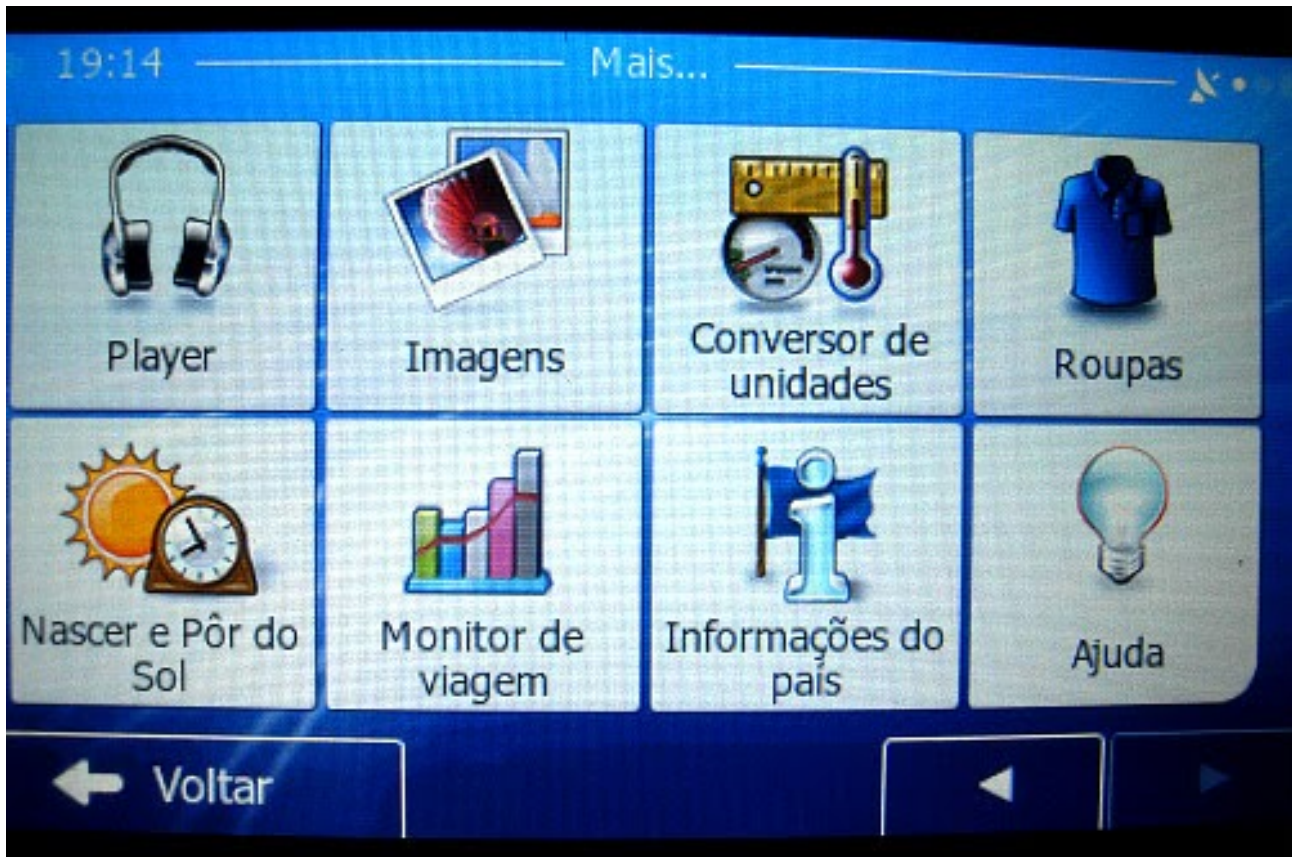 19:14
Mais...
Player
Imagens
Conversor de
unidades
Roupas
Nascer e Pôr do
Sol
Monitor de
viagem
Informações do
país
Ajuda
Voltar